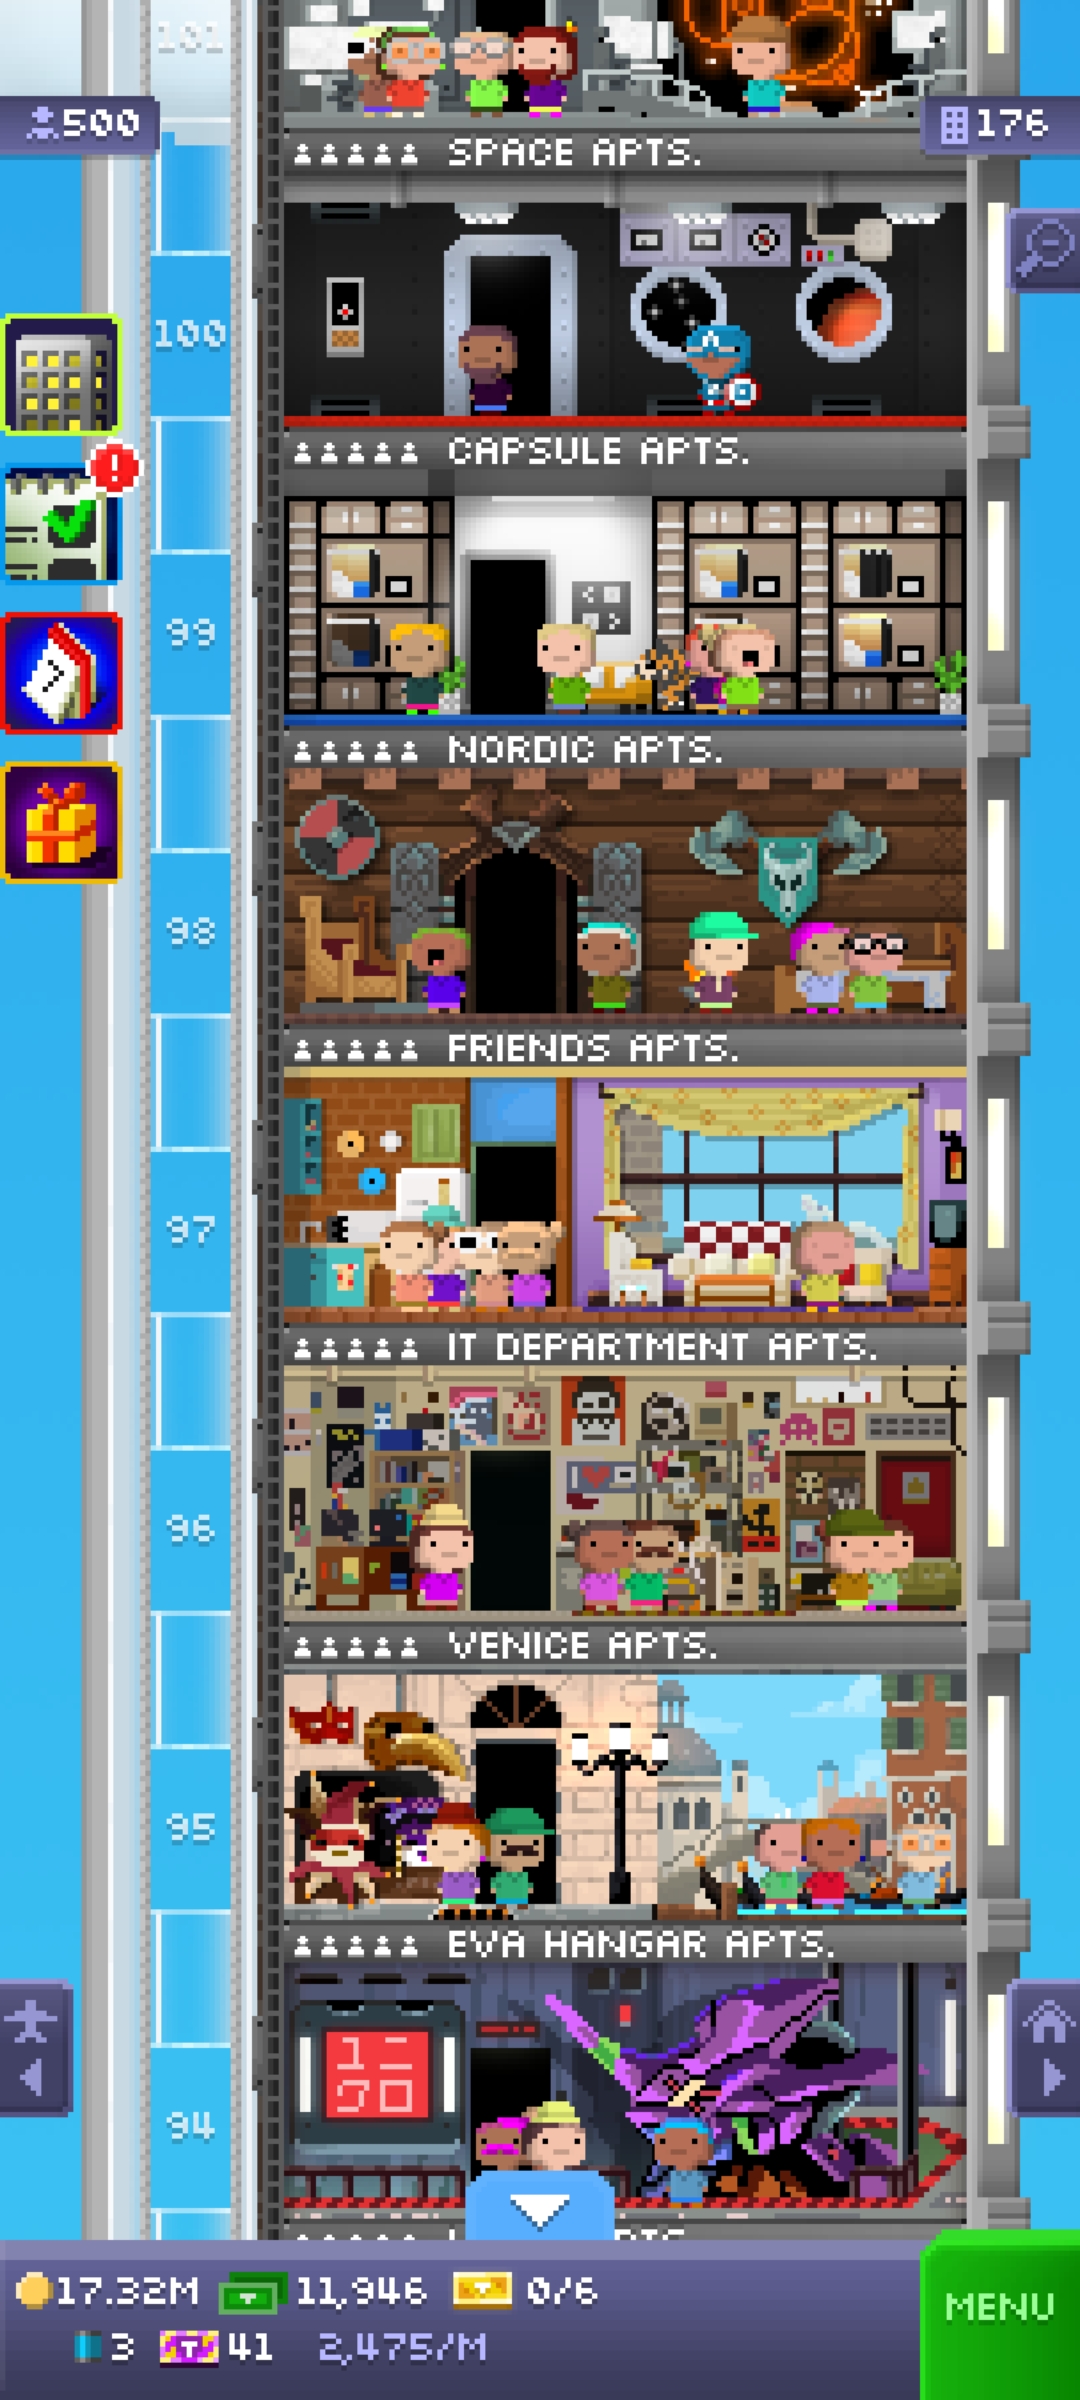 101
500
176
SPACE APTS.
100
CAPSULE APTS.
99
NORDIC APTS.
98
FRIENDS APTS.
97
IT DEPARTMENT APTS.
96
VENICE APTS.
95
EVA HANGAR APTS.
94
17.32M 11,946 0/6
3 41 2,475/M
MENU